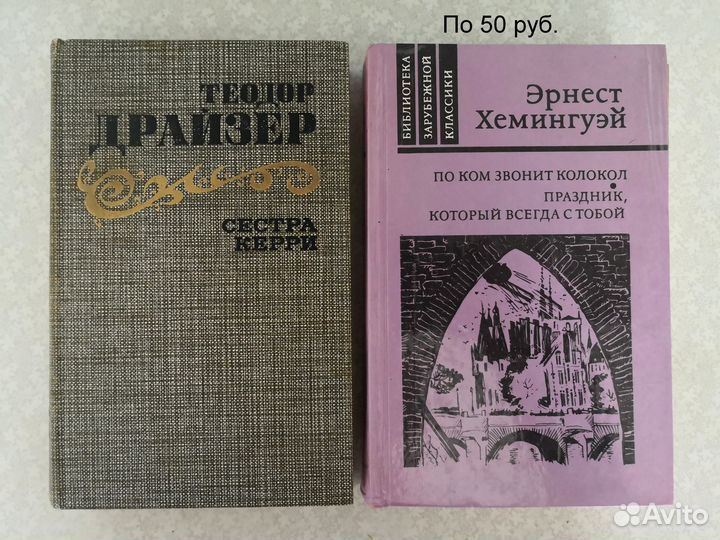 По 50 руб.
ТЕОДОР
ДРАЙЗЕР
СЕСТРА
КЕРРИ
БИБЛИОТЕКА
ЗАРУБЕЖНОЙ
КЛАССИКИ
Эрнест
Хемингуэй
ПО КОМ ЗВОНИТ КОЛОКОЛ
ПРАЗДНИК,
КОТОРЫЙ ВСЕГДА С ТОБОЙ
Avito